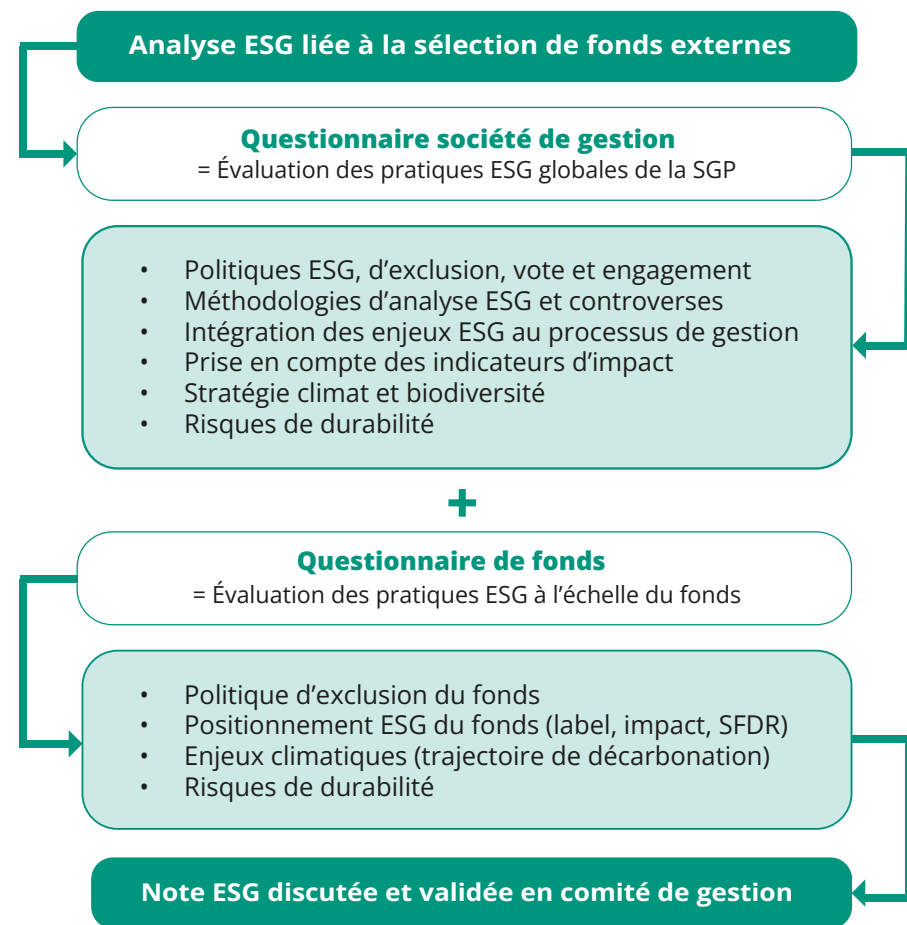 Analyse ESG liée à la sélection de fonds externes
Questionnaire société de gestion
= Évaluation des pratiques ESG globales de la SGP
• Politiques ESG, d’exclusion, vote et engagement
• Méthodologies d’analyse ESG et controverses
• Intégration des enjeux ESG au processus de gestion
• Prise en compte des indicateurs d’impact
• Stratégie climat et biodiversité
• Risques de durabilité
+
Questionnaire de fonds
= Évaluation des pratiques ESG à l’échelle du fonds
• Politique d’exclusion du fonds
• Positionnement ESG du fonds (label, impact, SFDR)
• Enjeux climatiques (trajectoire de décarbonation)
• Risques de durabilité
Note ESG discutée et validée en comité de gestion